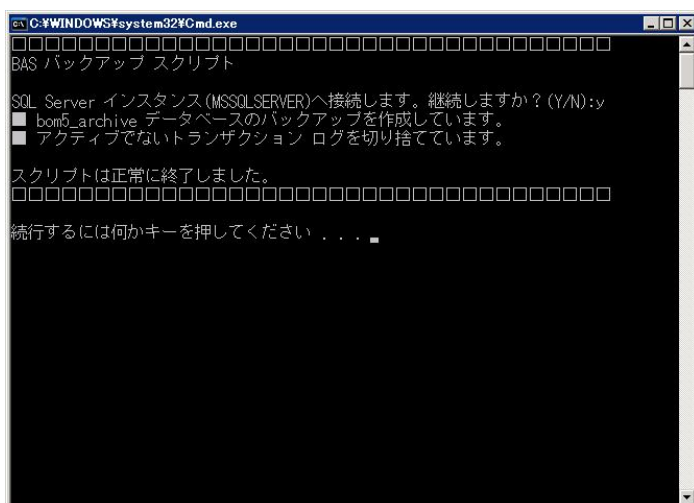 C:¥WINDOWS¥system32¥Cmd.exe
□□□□□□□□□□□□□□□□□□□□□□□□□□□□□□□□□□□□
BAS バックアップ スクリプト
SQL Server インスタンス(MSSQLSERVER)へ接続します。継続しますか？(Y/N):y
■ bom5_archive データベースのバックアップを作成しています。
■ アクティブでないトランザクション ログを切り捨てています。
スクリプトは正常に終了しました。
□□□□□□□□□□□□□□□□□□□□□□□□□□□□□□□□□□□□
続行するには何かキーを押してください . . .